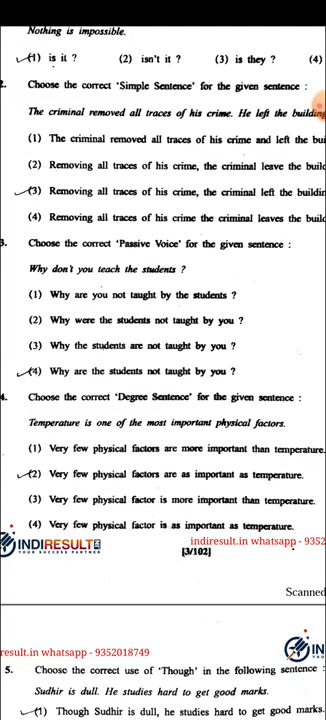 Nothing is impossible.
(1) is it ? (2) isn't it ? (3) is they ? (4)
2. Choose the correct 'Simple Sentence' for the given sentence :
The criminal removed all traces of his crime. He left the building
(1) The criminal removed all traces of his crime and left the bui
(2) Removing all traces of his crime, the criminal leave the build
(3) Removing all traces of his crime, the criminal left the buildin
(4) Removing all traces of his crime the criminal leaves the build
3. Choose the correct 'Passive Voice' for the given sentence :
Why don't you teach the students ?
(1) Why are you not taught by the students ?
(2) Why were the students not taught by you ?
(3) Why the students are not taught by you ?
(4) Why are the students not taught by you ?
4. Choose the correct 'Degree Sentence' for the given sentence :
Temperature is one of the most important physical factors.
(1) Very few physical factors are more important than temperature.
(2) Very few physical factors are as important as temperature.
(3) Very few physical factor is more important than temperature.
(4) Very few physical factor is as important as temperature.
INDIRESULT.IN
YOUR SUCCESS PARTNER
indiresult.in whatsapp - 9352
[3/102]
Scanned
result.in whatsapp - 9352018749
IN
5. Choose the correct use of 'Though' in the following sentence :
Sudhir is dull. He studies hard to get good marks.
(1) Though Sudhir is dull, he studies hard to get good marks.